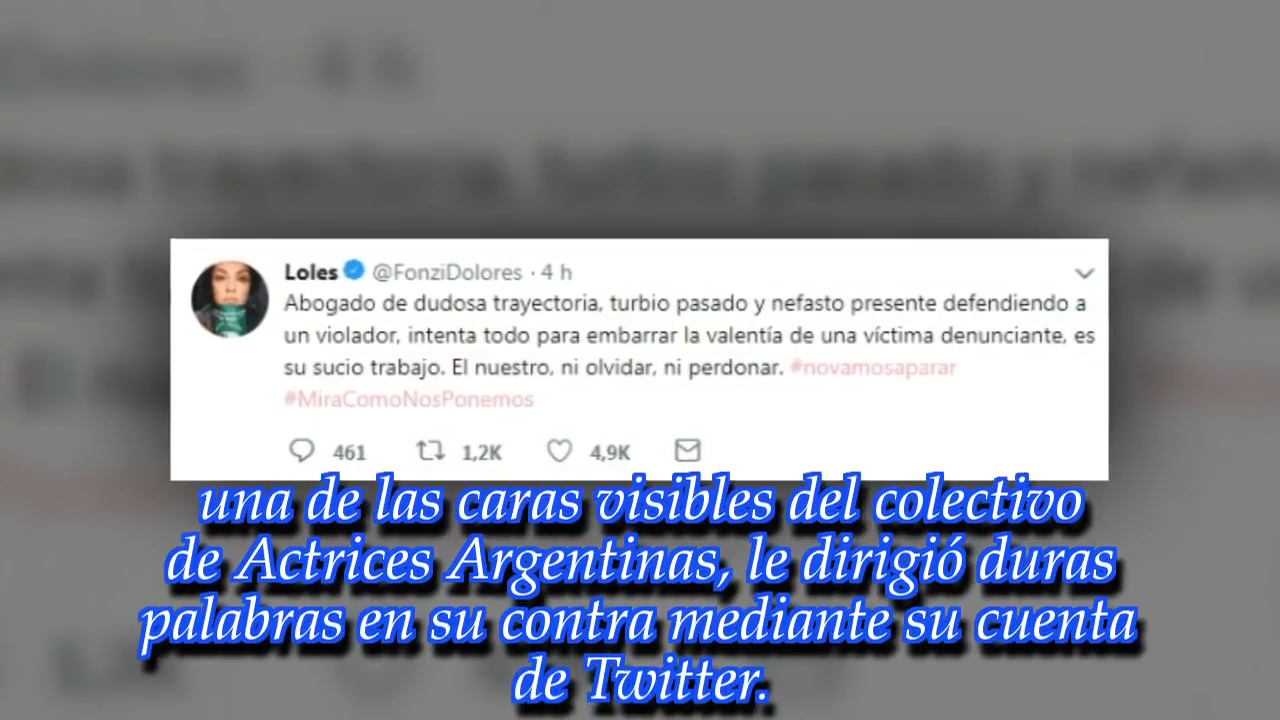 Loles @FonziDolores · 4 h
Abogado de dudosa trayectoria, turbio pasado y nefasto presente defendiendo a
un violador, intenta todo para embarrar la valentía de una víctima denunciante, es
su sucio trabajo. El nuestro, ni olvidar, ni perdonar. #novamosaparar
#MiraComoNosPonemos
461 1,2K 4,9K
una de las caras visibles del colectivo
de Actrices Argentinas, le dirigió duras
palabras en su contra mediante su cuenta
de Twitter.